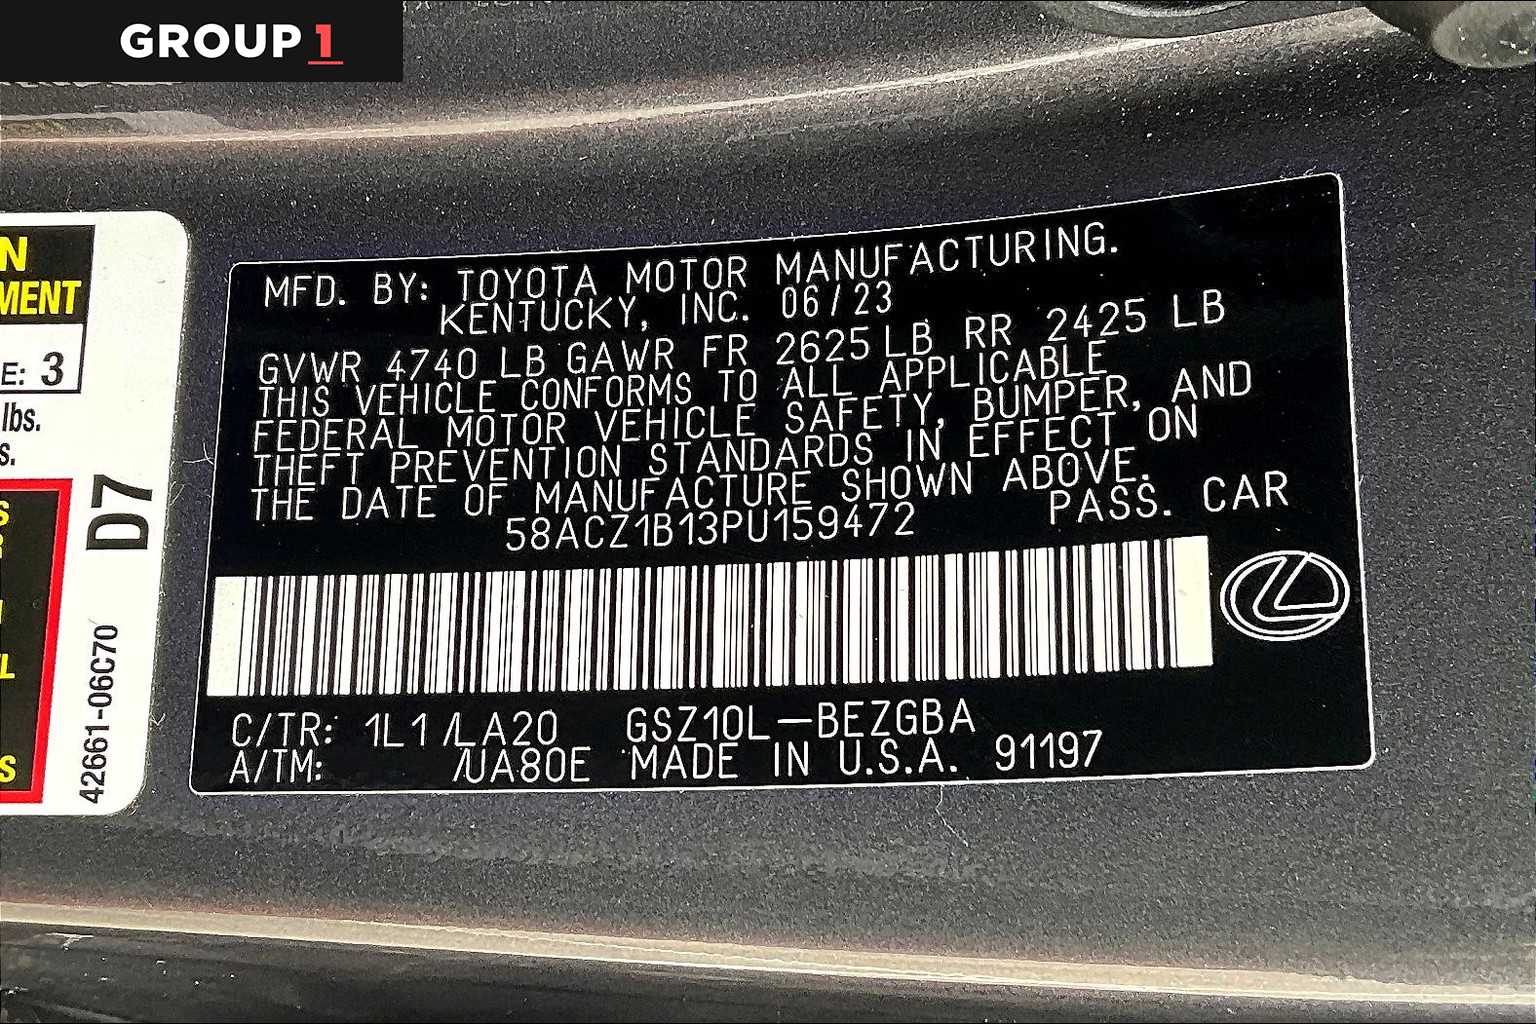 GROUP 1
N
MENT
E: 3
lbs.
s.
D7
42661-06C70
MFD. BY: TOYOTA MOTOR MANUFACTURING.
KENTUCKY, INC. 06/23
GVWR 4740 LB GAWR FR 2625 LB RR 2425 LB
THIS VEHICLE CONFORMS TO ALL APPLICABLE
FEDERAL MOTOR VEHICLE SAFETY, BUMPER, AND
THEFT PREVENTION STANDARDS IN EFFECT ON
THE DATE OF MANUFACTURE SHOWN ABOVE.
58ACZ1B13PU159472 PASS. CAR
C/TR: 1L1 /LA20 GSZ10L-BEZGBA
A/TM: /UA80E MADE IN U.S.A. 91197